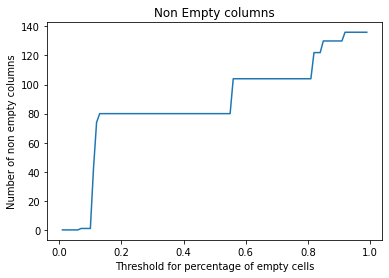 Non Empty columns
140
120
100
80
60
40
20
0
Number of non empty columns
0.0 0.2 0.4 0.6 0.8 1.0
Threshold for percentage of empty cells